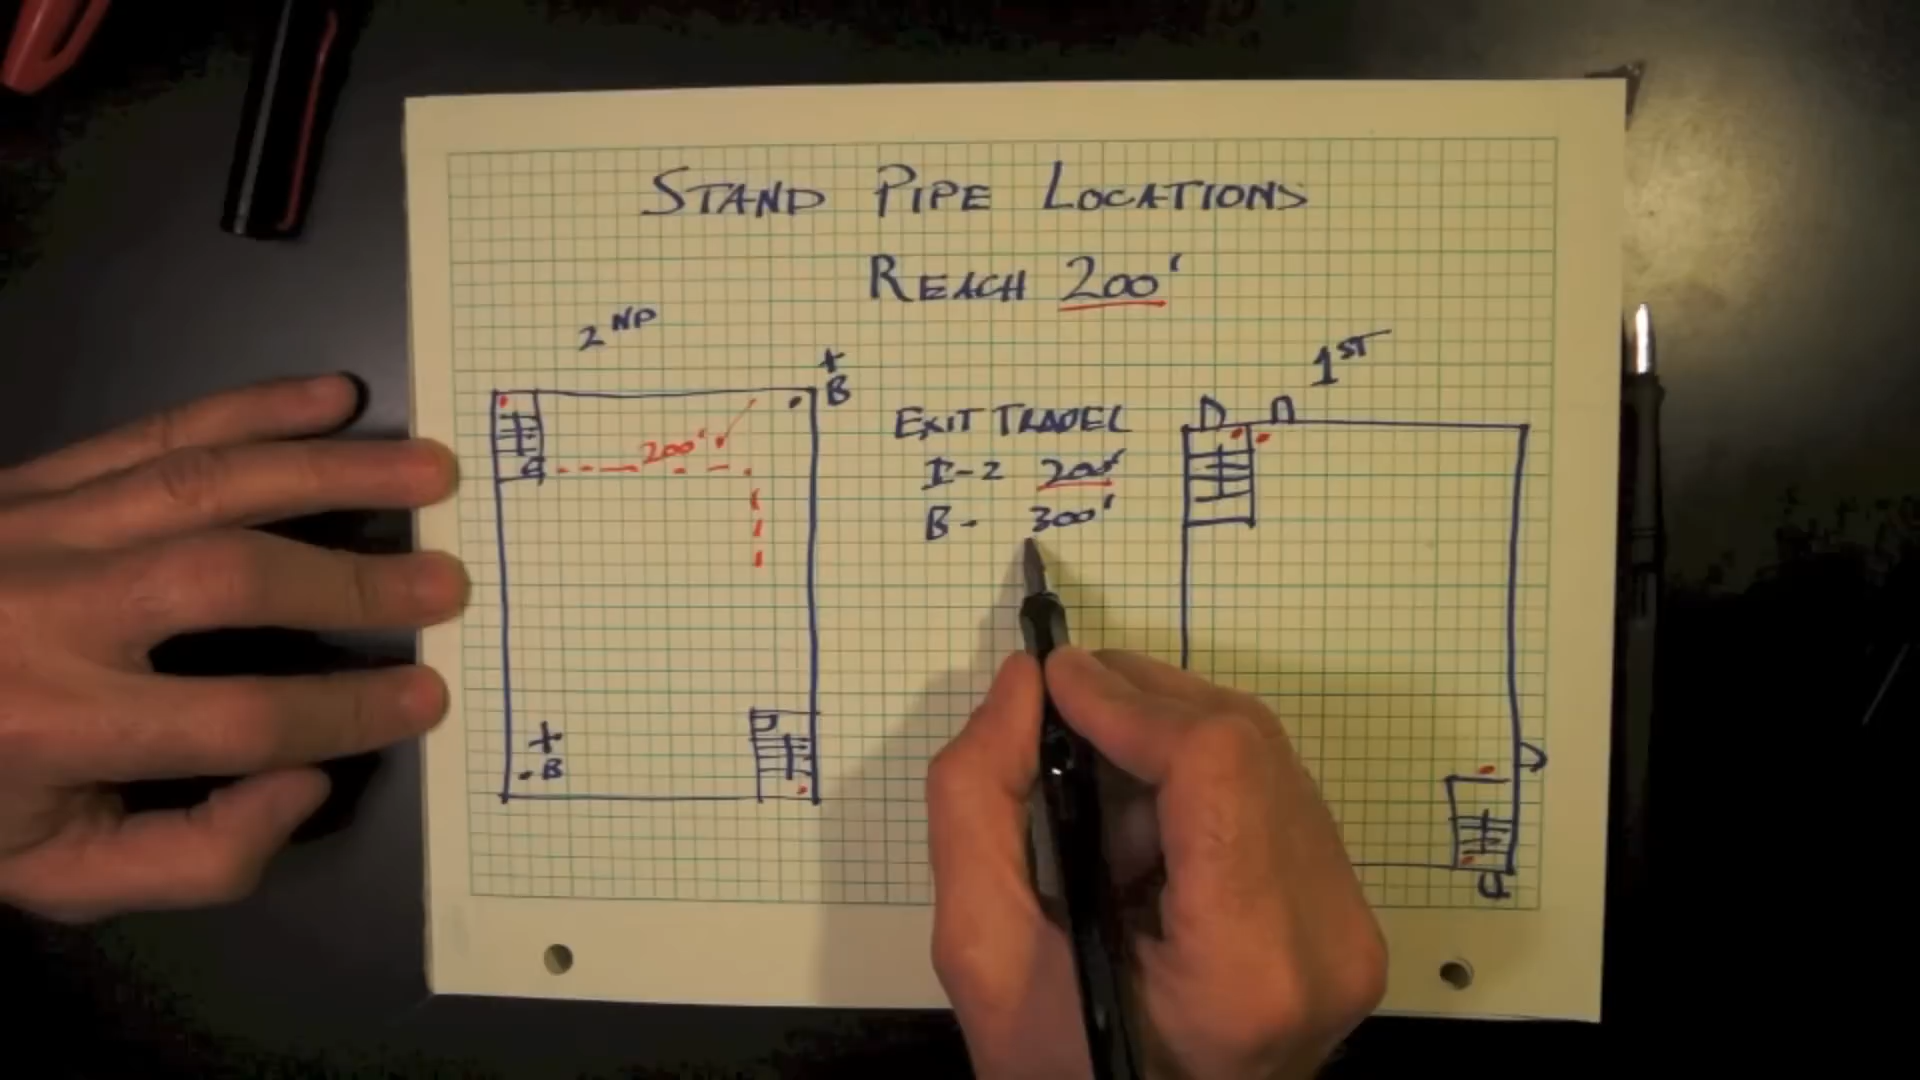 STAND PIPE LOCATIONS
REACH 200'
2ND
1ST
+
B
200'
EXIT TRAVEL
I-2 200'
B- 300'
+
B